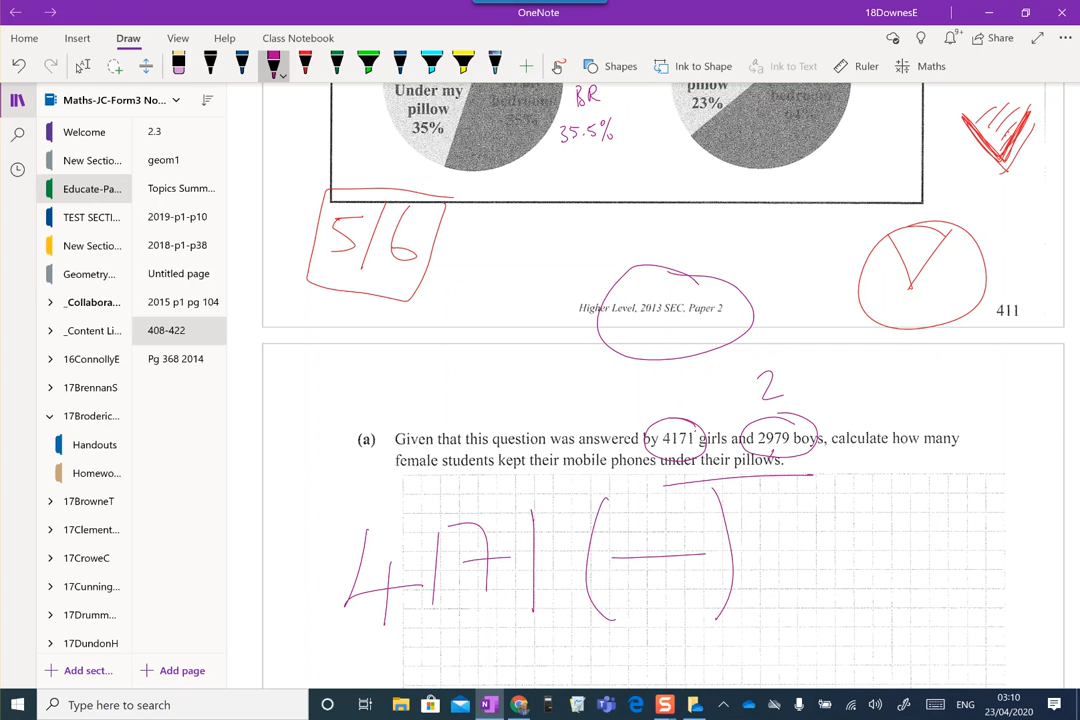 OneNote
18DownesE
Home Insert Draw View Help Class Notebook
9+ Share
Shapes Ink to Shape Ink to Text Ruler Maths
Maths-JC-Form3 No...
Welcome
New Sectio...
Educate-Pa...
TEST SECTI...
New Sectio...
Geometry...
_Collabora...
_Content Li...
16ConnollyE
17BrennanS
17Broderic...
Handouts
Homewo...
17BrowneT
17Clement...
17CroweC
17Cunning...
17Drumm...
17DundonH
Add sect...
2.3
geom1
Topics Summ...
2019-p1-p10
2018-p1-p38
Untitled page
2015 p1 pg 104
408-422
Pg 368 2014
Add page
Under my
pillow
35%
bedroom
BR
35.5%
pillow
23%
bedroom
5/6
Higher Level, 2013 SEC, Paper 2
411
2
(a) Given that this question was answered by 4171 girls and 2979 boys, calculate how many
female students kept their mobile phones under their pillows.
4171 ( — )
Type here to search
ENG
03:10
23/04/2020